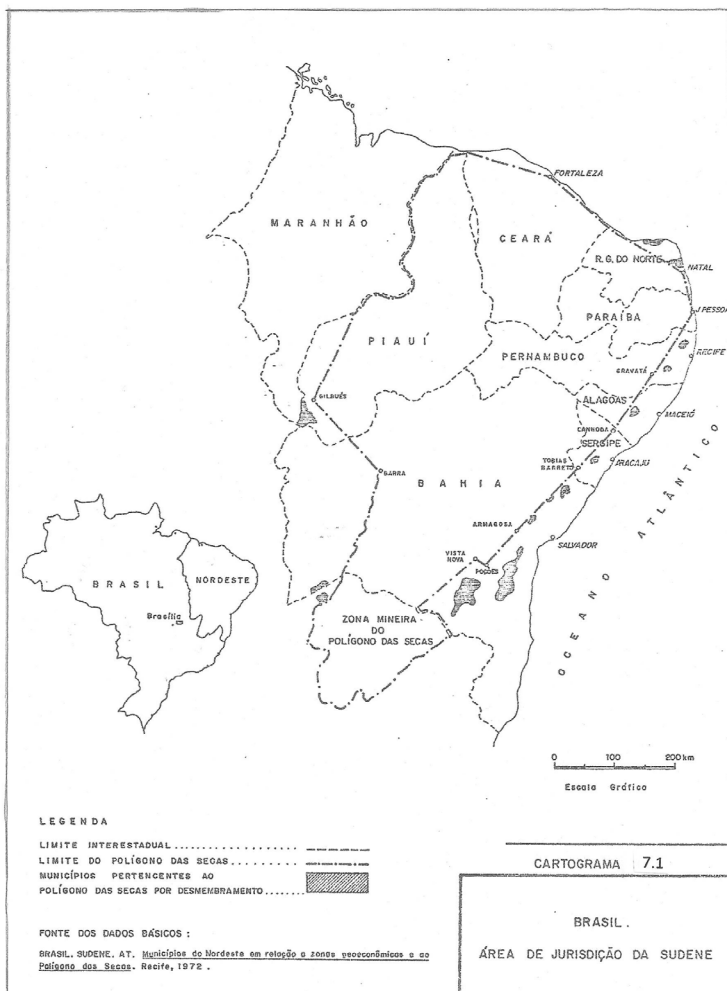 FORTALEZA
MARANHÃO
CEARÁ
R. G. DO NORTE
NATAL
J. PESSOA
PARAÍBA
PIAUÍ
RECIFE
PERNAMBUCO
GRAVATÁ
GILBUÉS
ALAGOAS
MACEIÓ
CANHOBA
SERGIPE
TOBIAS
BARRETO
ARACAJÚ
BARRA
BAHIA
ARMAGOSA
SALVADOR
VISTA
NOVA
POÇÕES
OCEANO ATLÂNTICO
BRASIL
NORDESTE
Brasília
ZONA MINEIRA
DO
POLÍGONO DAS SECAS
0 100 200 km
Escala Gráfica
LEGENDA
LIMITE INTERESTADUAL
LIMITE DO POLÍGONO DAS SECAS
MUNICÍPIOS PERTENCENTES AO
POLÍGONO DAS SECAS POR DESMEMBRAMENTO
FONTE DOS DADOS BÁSICOS :
BRASIL. SUDENE. AT. Municípios do Nordeste em relação a zonas geoeconômicas e ao
Polígono das Secas. Recife, 1972 .
CARTOGRAMA 7.1
BRASIL .
ÁREA DE JURISDIÇÃO DA SUDENE